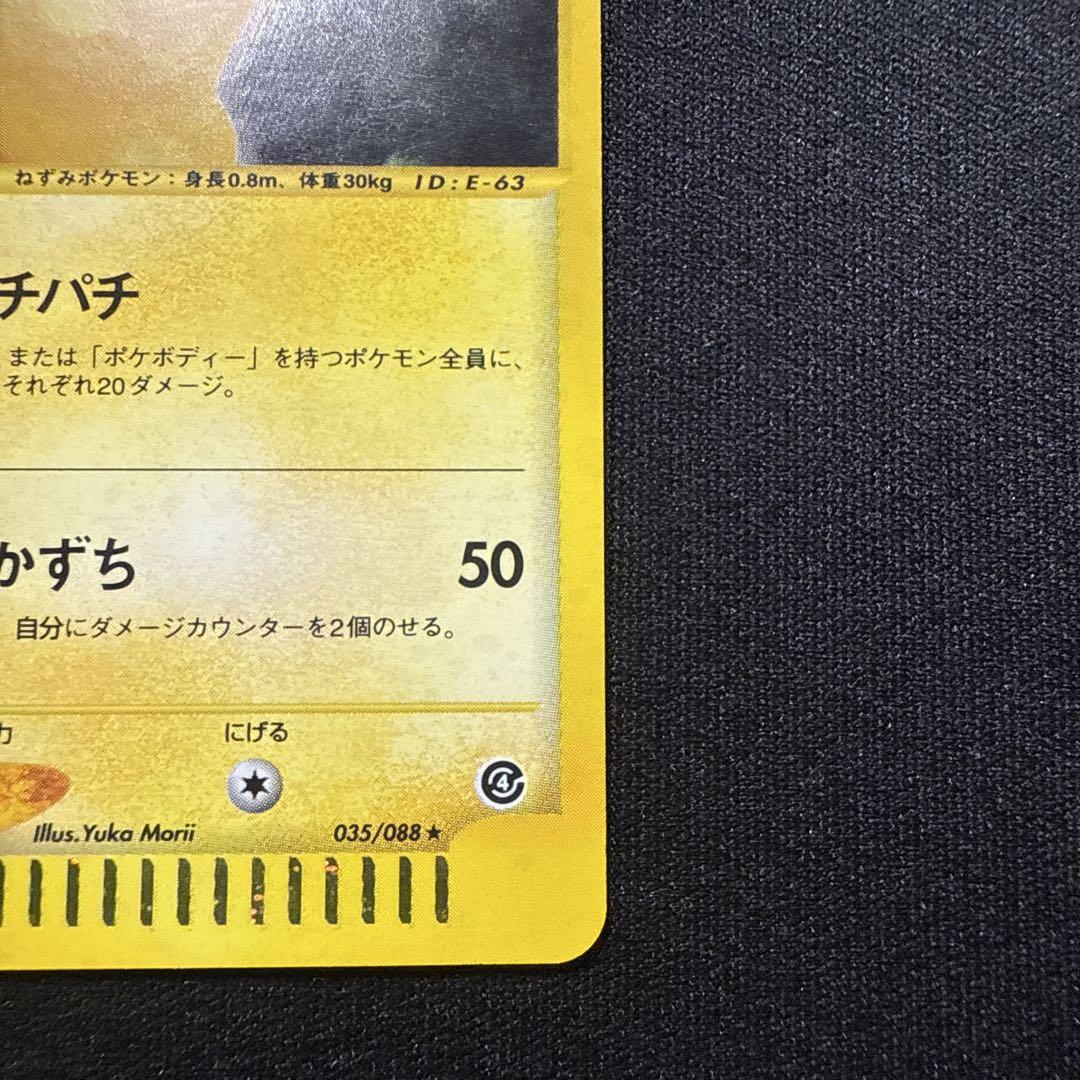 ねずみポケモン：身長0.8m、体重30kg ID:E-63
チパチ
または「ポケボディー」を持つポケモン全員に、
それぞれ20ダメージ。
かずち 50
自分にダメージカウンターを2個のせる。
力 にげる
4
Illus.Yuka Morii 035/088★